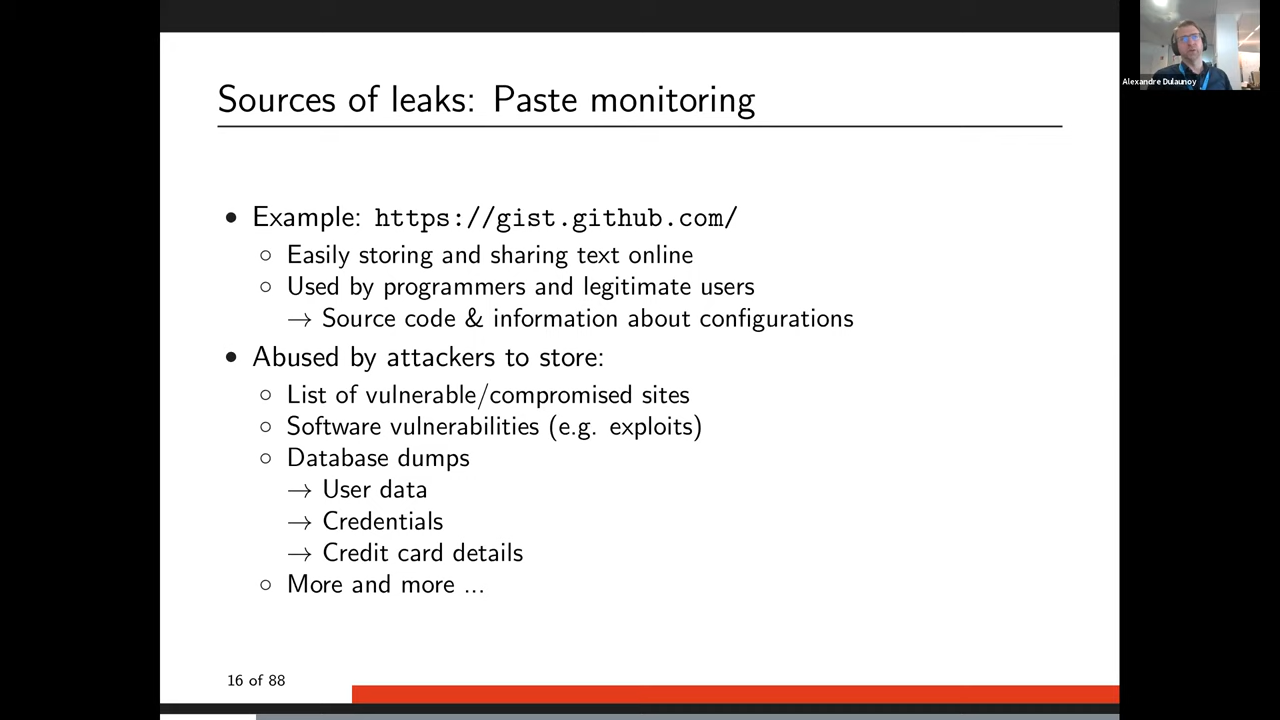 Sources of leaks: Paste monitoring
Alexandre Dulaunoy
• Example: https://gist.github.com/
◦ Easily storing and sharing text online
◦ Used by programmers and legitimate users
→ Source code & information about configurations
• Abused by attackers to store:
◦ List of vulnerable/compromised sites
◦ Software vulnerabilities (e.g. exploits)
◦ Database dumps
→ User data
→ Credentials
→ Credit card details
◦ More and more ...
16 of 88